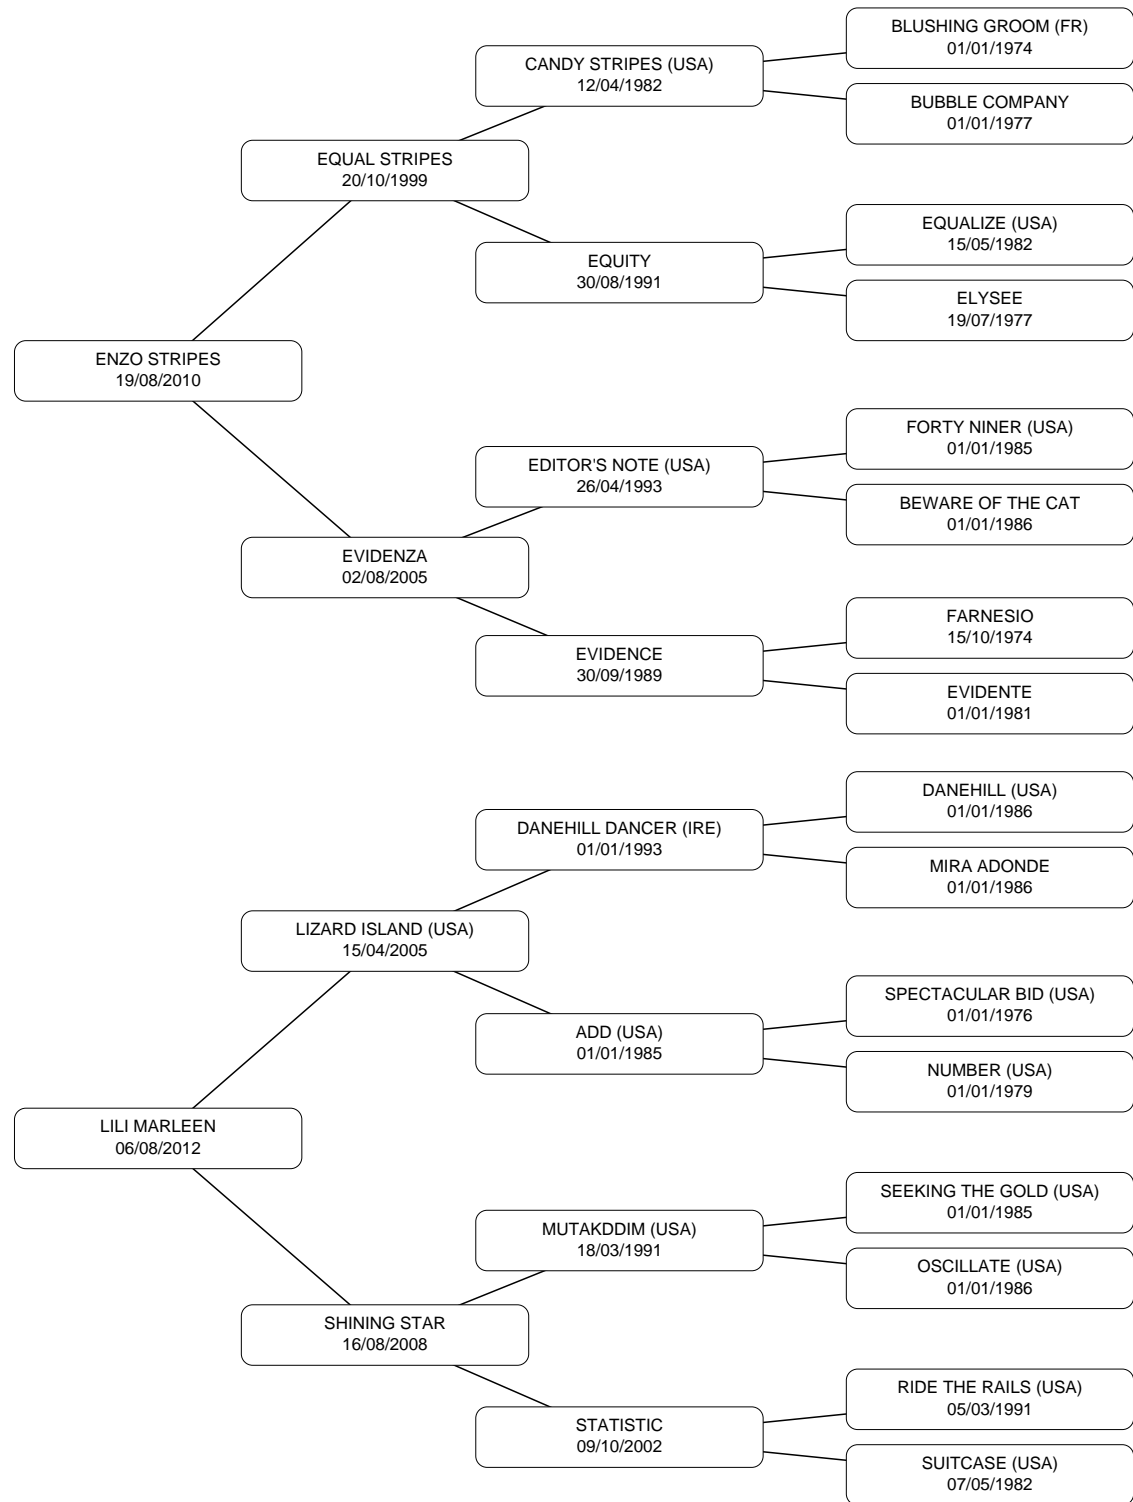 BLUSHING GROOM (FR)
01/01/1974
CANDY STRIPES (USA)
12/04/1982
BUBBLE COMPANY
01/01/1977
EQUAL STRIPES
20/10/1999
EQUALIZE (USA)
15/05/1982
EQUITY
30/08/1991
ELYSEE
19/07/1977
ENZO STRIPES
19/08/2010
FORTY NINER (USA)
01/01/1985
EDITOR'S NOTE (USA)
26/04/1993
BEWARE OF THE CAT
01/01/1986
EVIDENZA
02/08/2005
FARNESIO
15/10/1974
EVIDENCE
30/09/1989
EVIDENTE
01/01/1981
DANEHILL (USA)
01/01/1986
DANEHILL DANCER (IRE)
01/01/1993
MIRA ADONDE
01/01/1986
LIZARD ISLAND (USA)
15/04/2005
SPECTACULAR BID (USA)
01/01/1976
ADD (USA)
01/01/1985
NUMBER (USA)
01/01/1979
LILI MARLEEN
06/08/2012
SEEKING THE GOLD (USA)
01/01/1985
MUTAKDDIM (USA)
18/03/1991
OSCILLATE (USA)
01/01/1986
SHINING STAR
16/08/2008
RIDE THE RAILS (USA)
05/03/1991
STATISTIC
09/10/2002
SUITCASE (USA)
07/05/1982